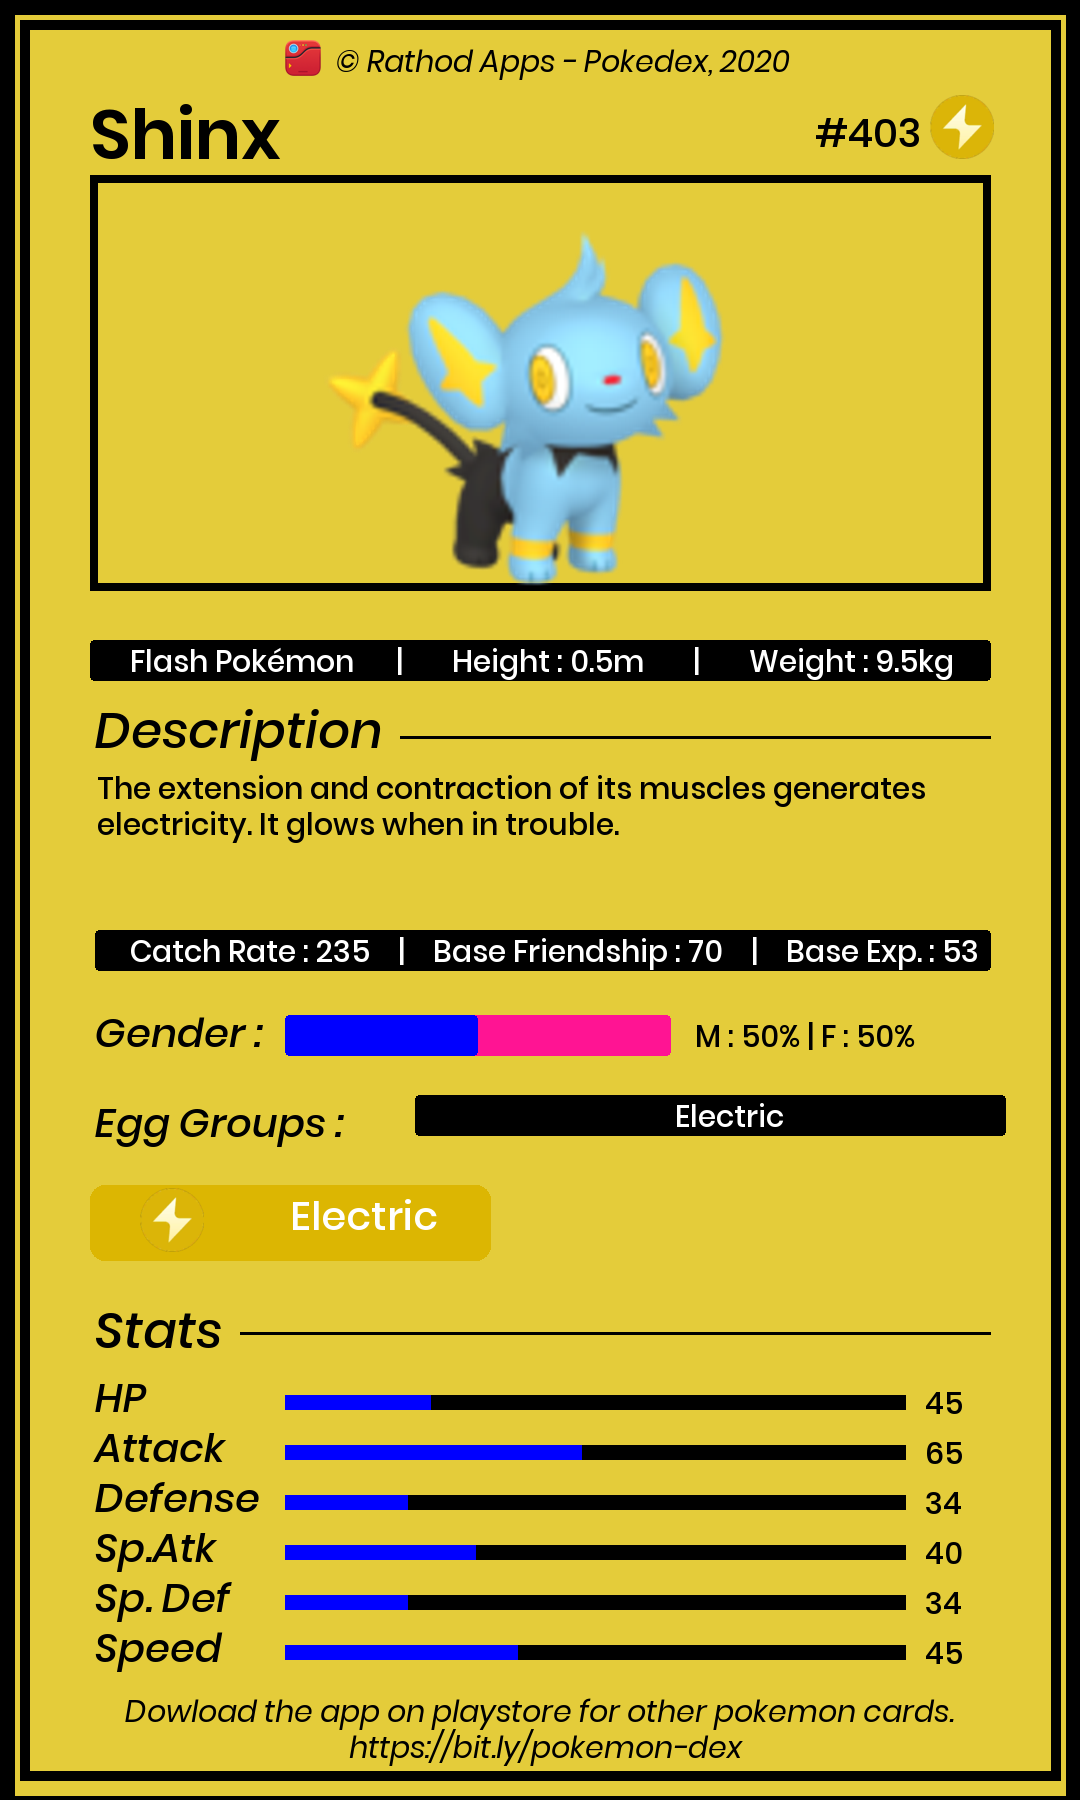 © Rathod Apps - Pokedex, 2020
Shinx #403
Flash Pokémon | Height : 0.5m | Weight : 9.5kg
Description
The extension and contraction of its muscles generates
electricity. It glows when in trouble.
Catch Rate : 235 | Base Friendship : 70 | Base Exp. : 53
Gender : M : 50% | F : 50%
Egg Groups : Electric
Electric
Stats
HP 45
Attack 65
Defense 34
Sp.Atk 40
Sp. Def 34
Speed 45
Dowload the app on playstore for other pokemon cards.
https://bit.ly/pokemon-dex